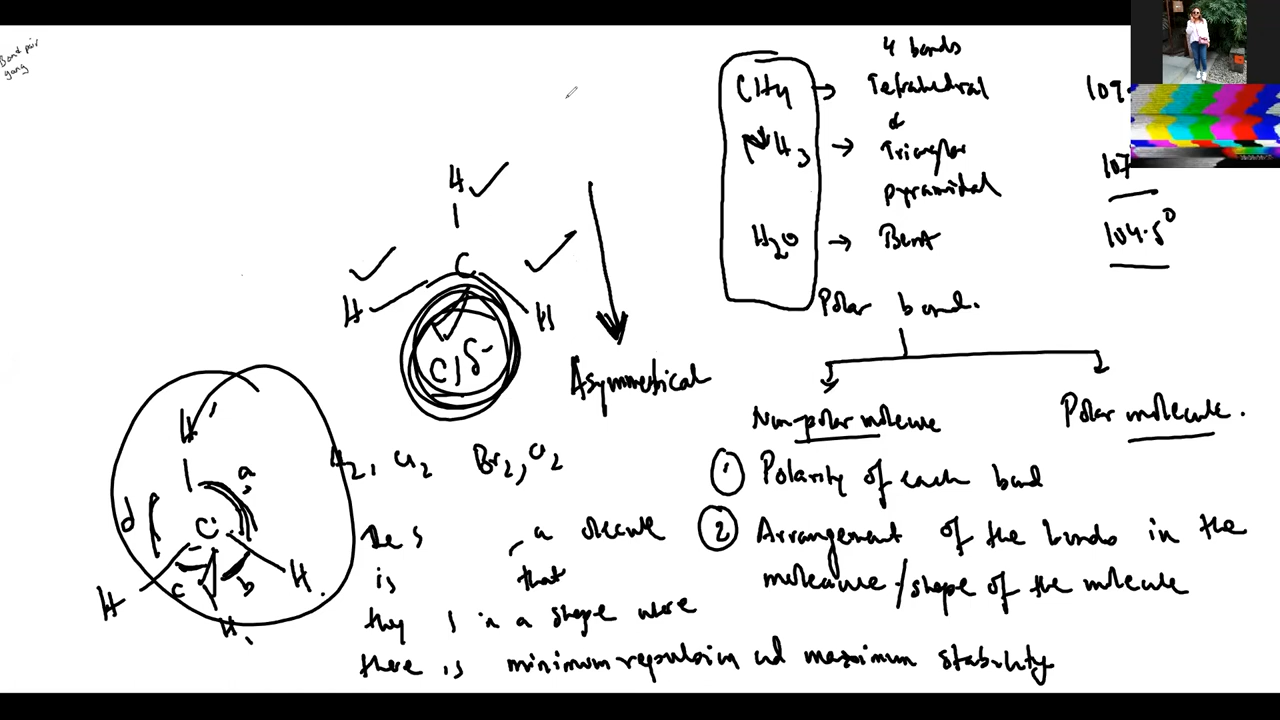 Bond pair
gang
4 bonds
CH4 → Tetrahedral 109.
NH3 → Triangular
pyramidal 107
H2O → Bent 104.5°
H
C
H H
Cl δ-
Asymmetrical
Polar bond.
Non-polar molecule Polar molecule.
① Polarity of each bond
② Arrangement of the bonds in the
molecule/shape of the molecule
H
a
d C
b
c
H H
H
H2, Cl2 Br2, O2
The s a olecule
is that
they s in a shape where
there is minimum repulsion and maximum stability